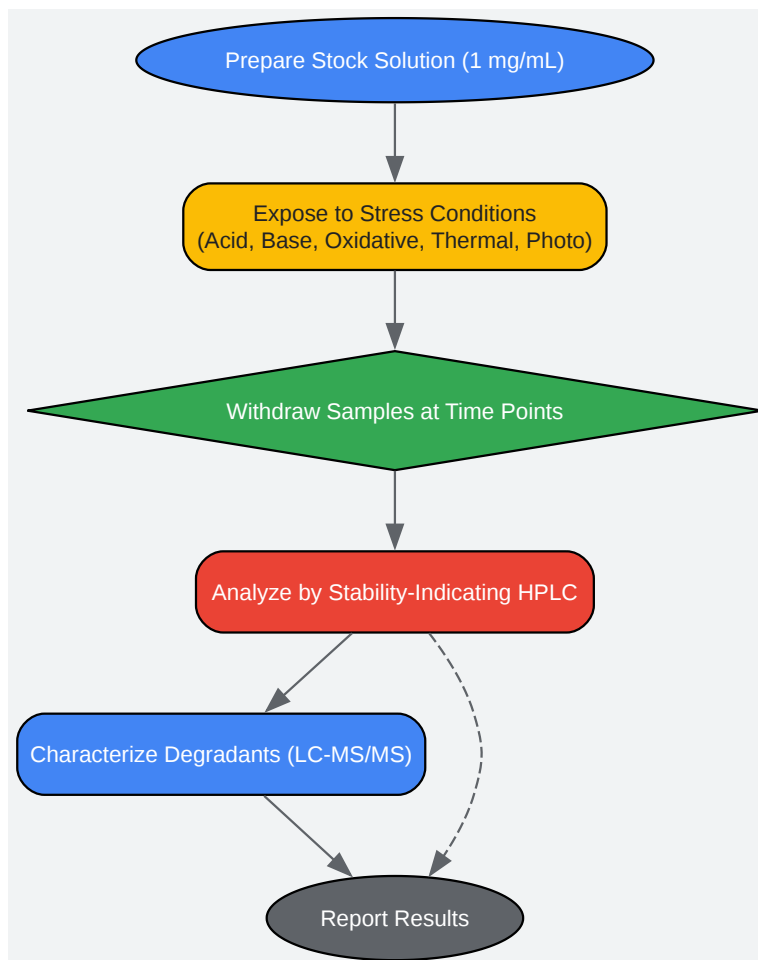 Prepare Stock Solution (1 mg/mL)
Expose to Stress Conditions
(Acid, Base, Oxidative, Thermal, Photo)
Withdraw Samples at Time Points
Analyze by Stability-Indicating HPLC
Characterize Degradants (LC-MS/MS)
Report Results